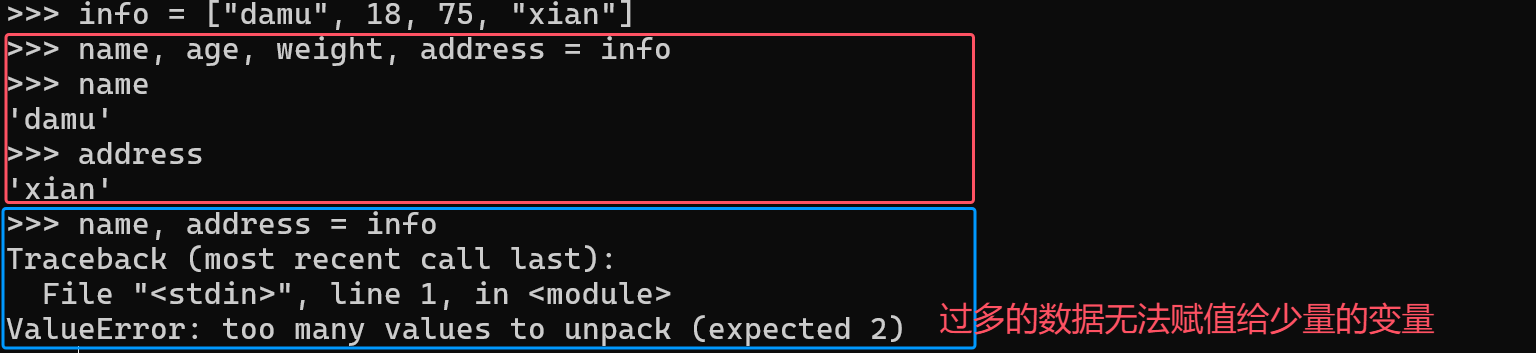 >>> info = ["damu", 18, 75, "xian"]
>>> name, age, weight, address = info
>>> name
'damu'
>>> address
'xian'
>>> name, address = info
Traceback (most recent call last):
  File "<stdin>", line 1, in <module>
ValueError: too many values to unpack (expected 2)
过多的数据无法赋值给少量的变量